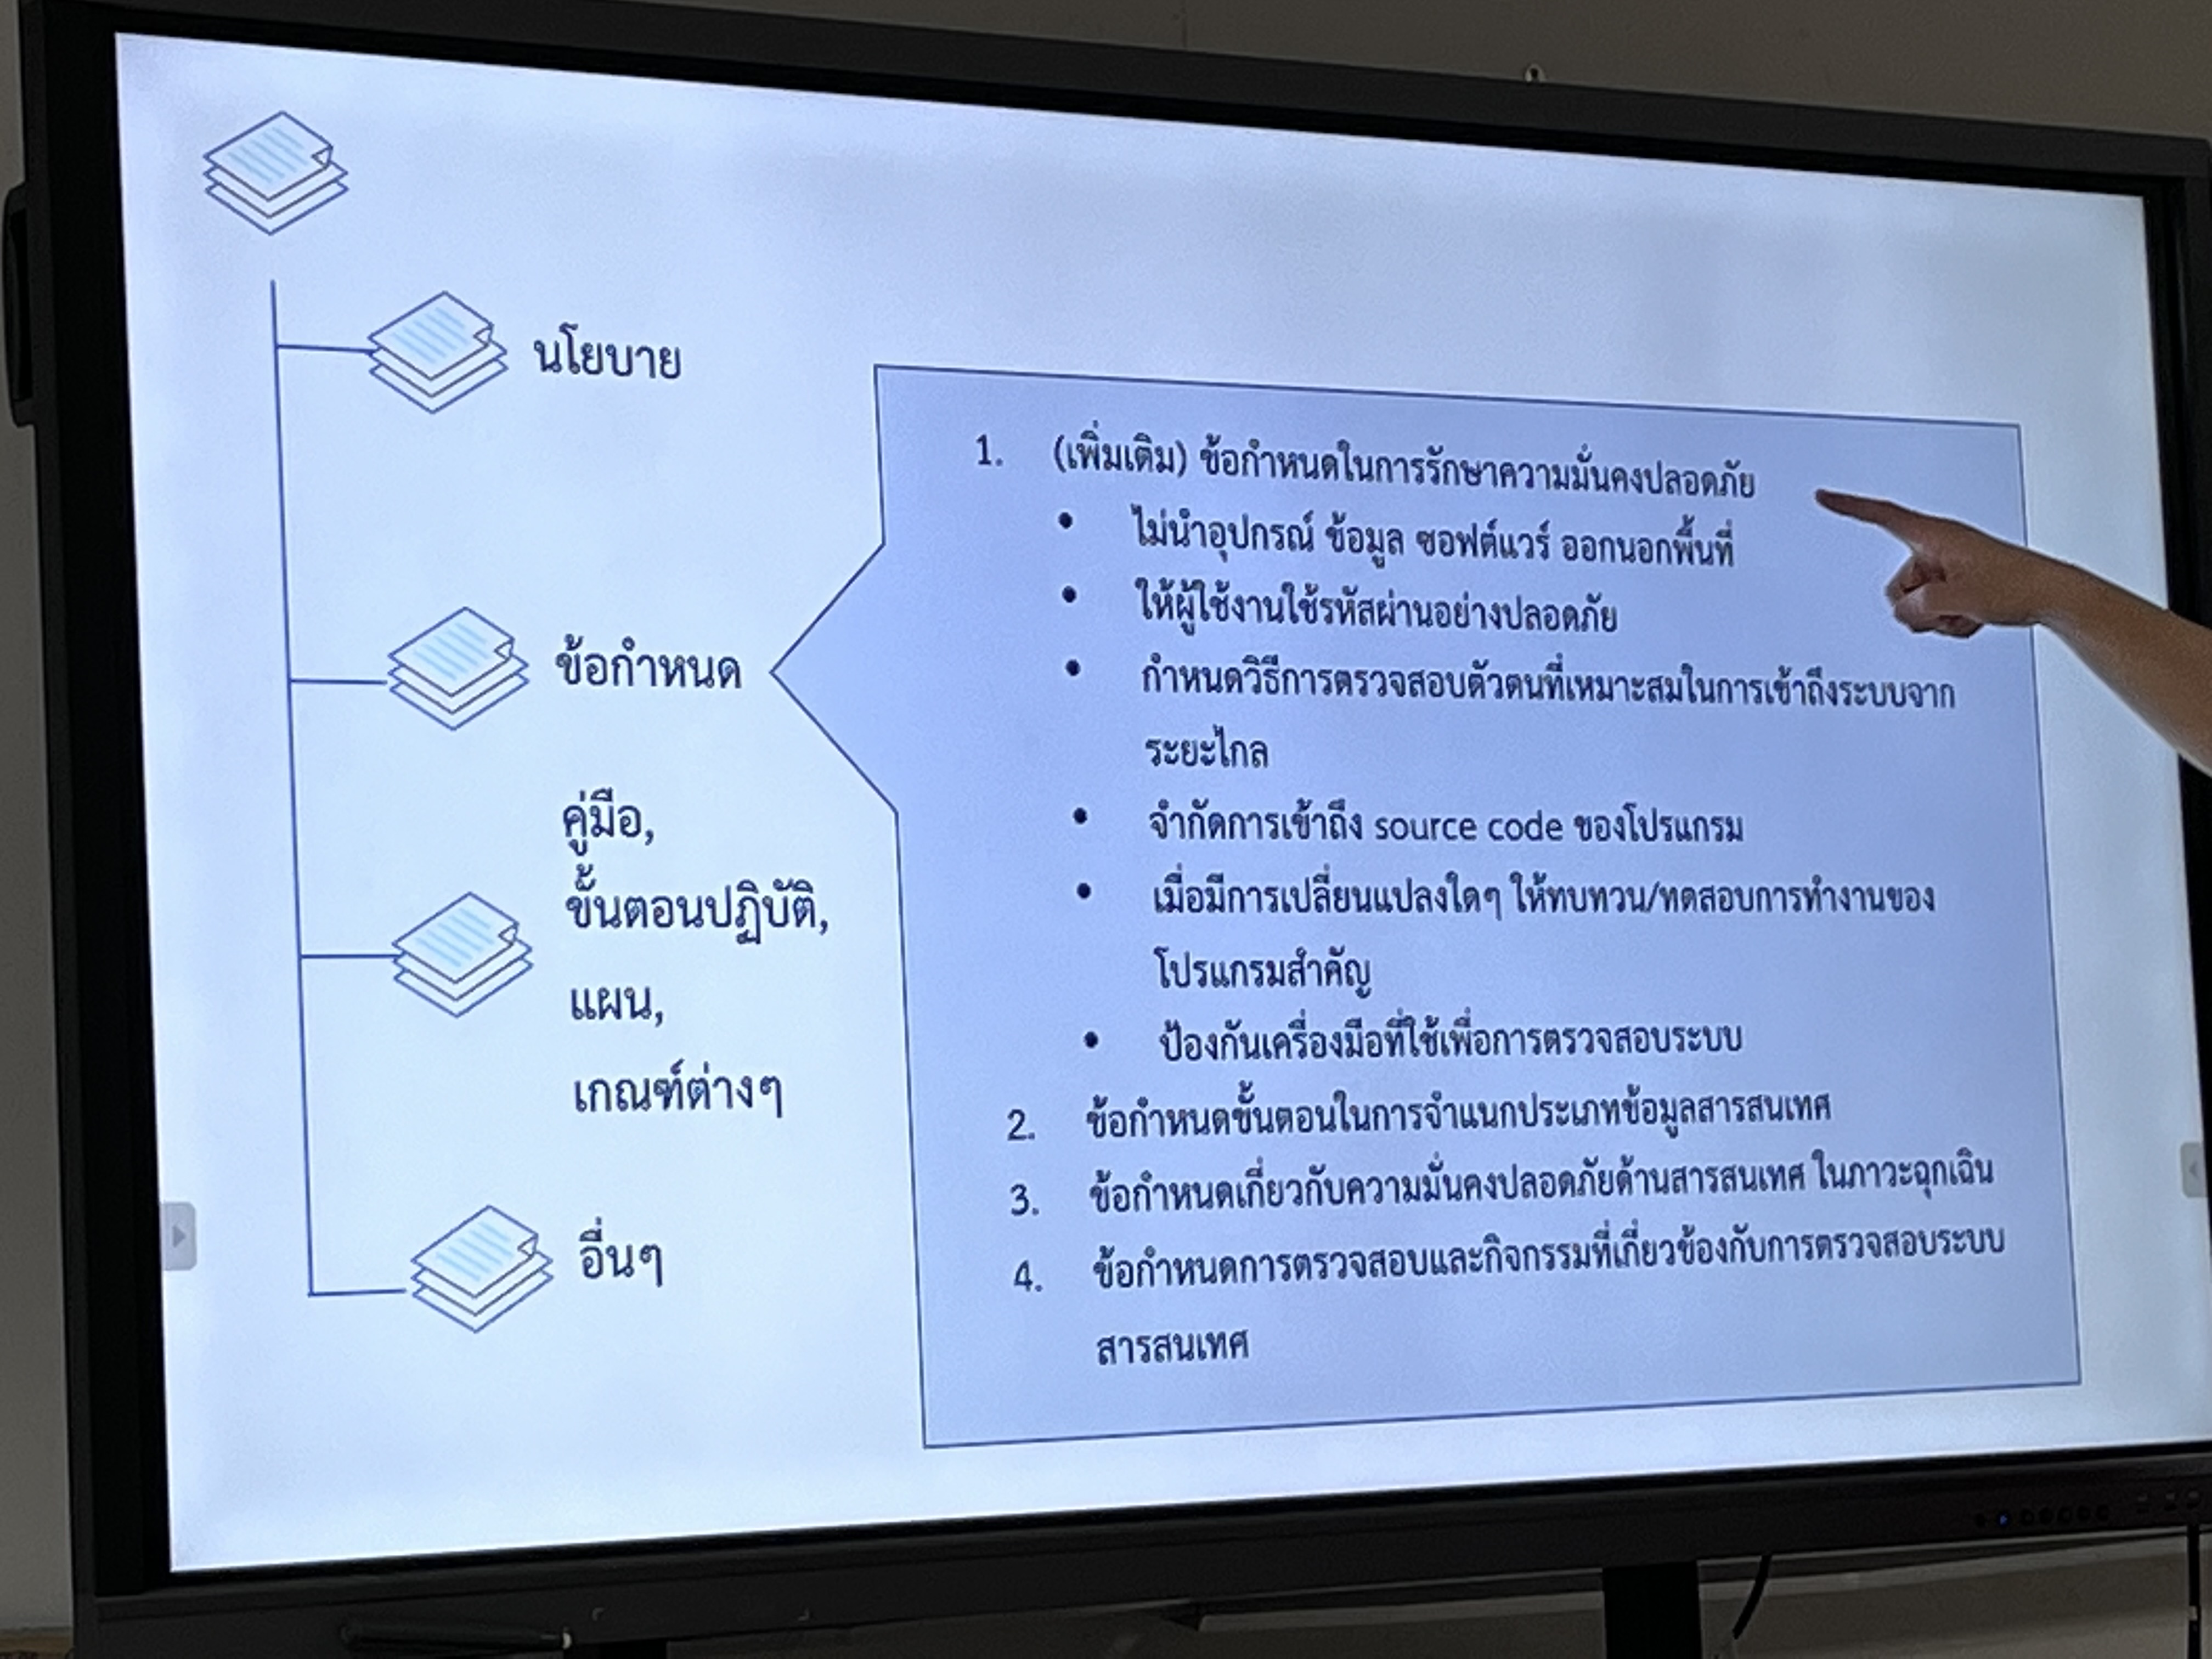 นโยบาย
ข้อกำหนด
คู่มือ,
ขั้นตอนปฏิบัติ,
แผน,
เกณฑ์ต่างๆ
อื่นๆ
1. (เพิ่มเติม) ข้อกำหนดในการรักษาความมั่นคงปลอดภัย
• ไม่นำอุปกรณ์ ข้อมูล ซอฟต์แวร์ ออกนอกพื้นที่
• ให้ผู้ใช้งานใช้รหัสผ่านอย่างปลอดภัย
• กำหนดวิธีการตรวจสอบตัวตนที่เหมาะสมในการเข้าถึงระบบจาก
ระยะไกล
• จำกัดการเข้าถึง source code ของโปรแกรม
• เมื่อมีการเปลี่ยนแปลงใดๆ ให้ทบทวน/ทดสอบการทำงานของ
โปรแกรมสำคัญ
• ป้องกันเครื่องมือที่ใช้เพื่อการตรวจสอบระบบ
2. ข้อกำหนดขั้นตอนในการจำแนกประเภทข้อมูลสารสนเทศ
3. ข้อกำหนดเกี่ยวกับความมั่นคงปลอดภัยด้านสารสนเทศ ในภาวะฉุกเฉิน
4. ข้อกำหนดการตรวจสอบและกิจกรรมที่เกี่ยวข้องกับการตรวจสอบระบบ
สารสนเทศ